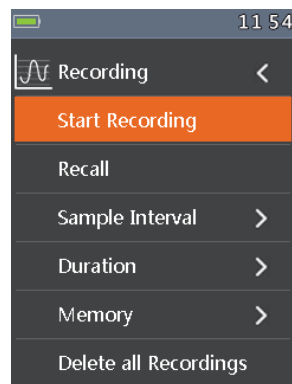 11 54
Recording
Start Recording
Recall
Sample Interval
Duration
Memory
Delete all Recordings